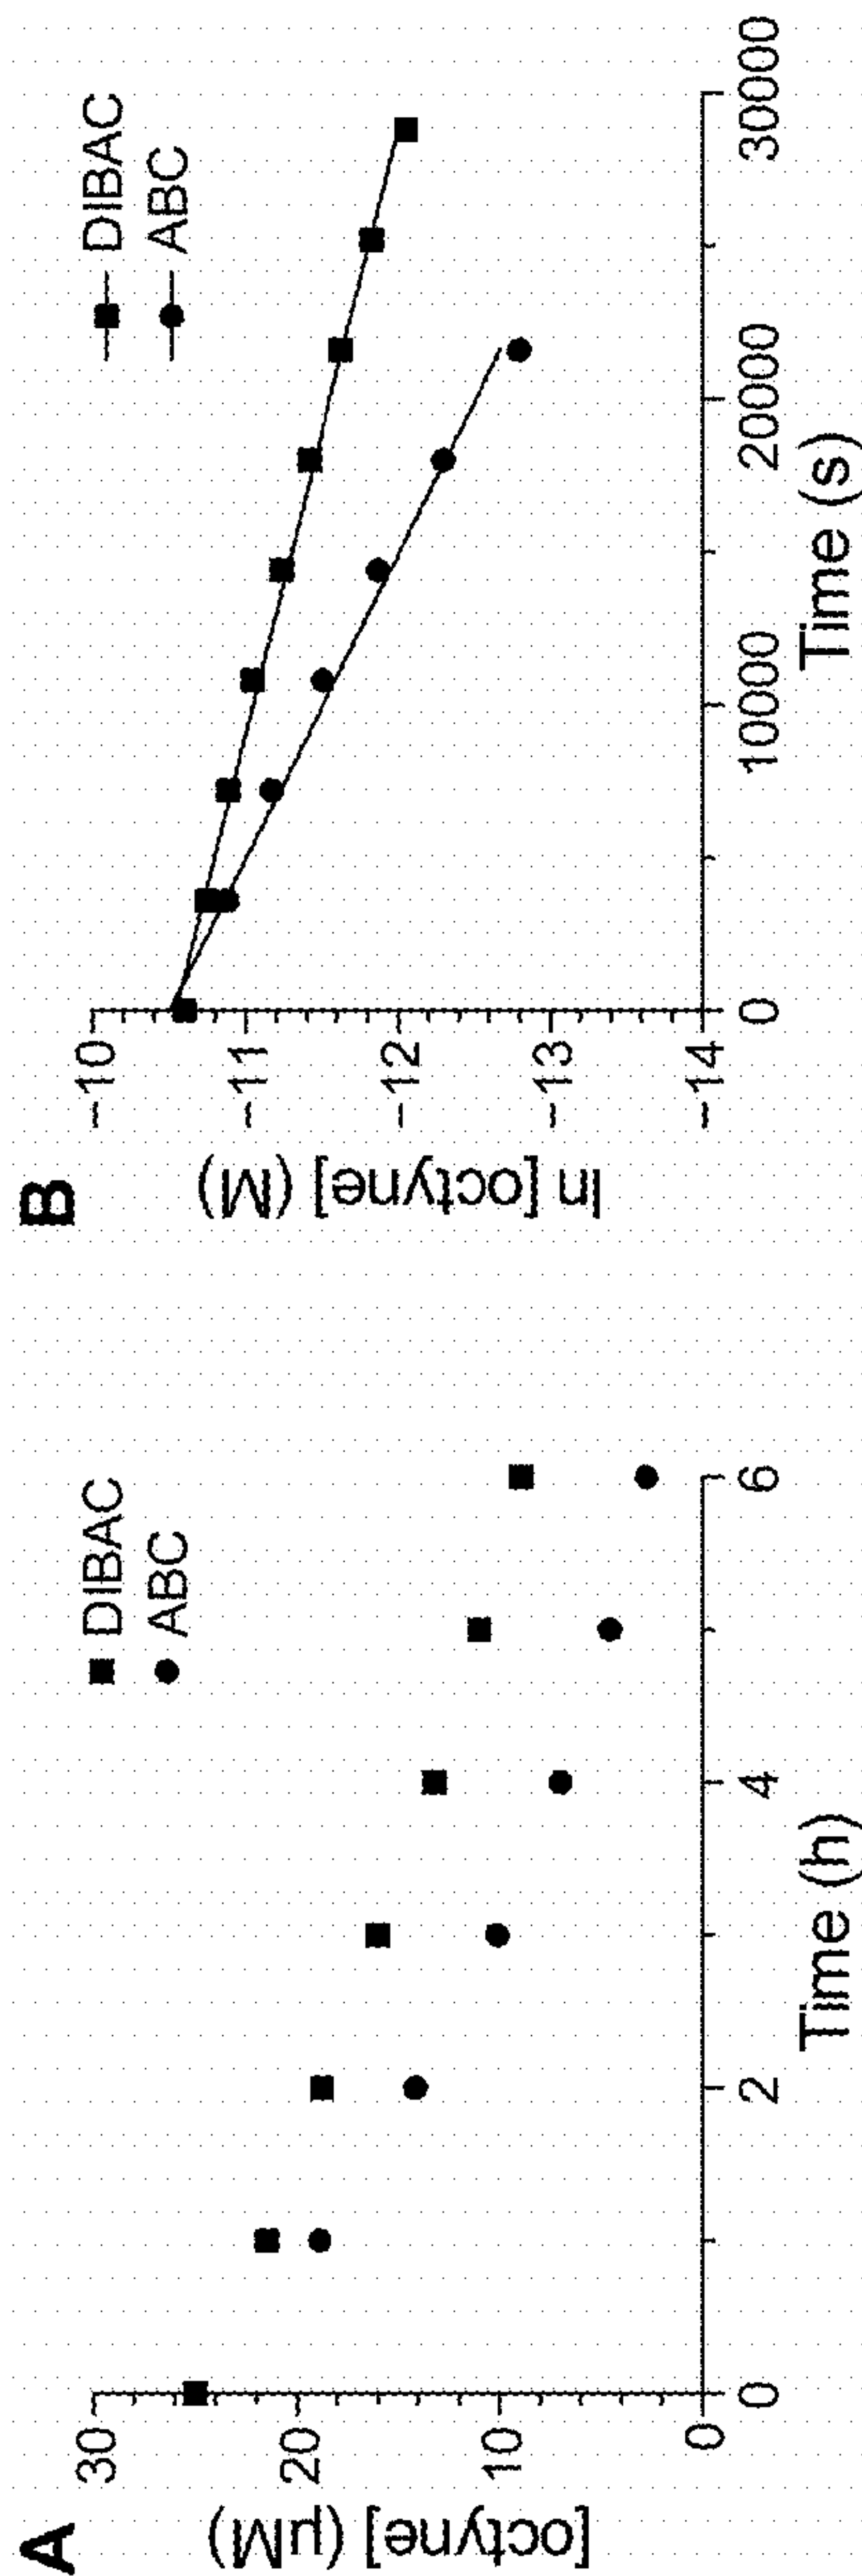 A
[octyne] (μM)
30
20
10
0
0
2
4
6
Time (h)
DIBAC
ABC
B
ln [octyne] (M)
−10
−11
−12
−13
−14
0
10000
20000
30000
Time (s)
DIBAC
ABC